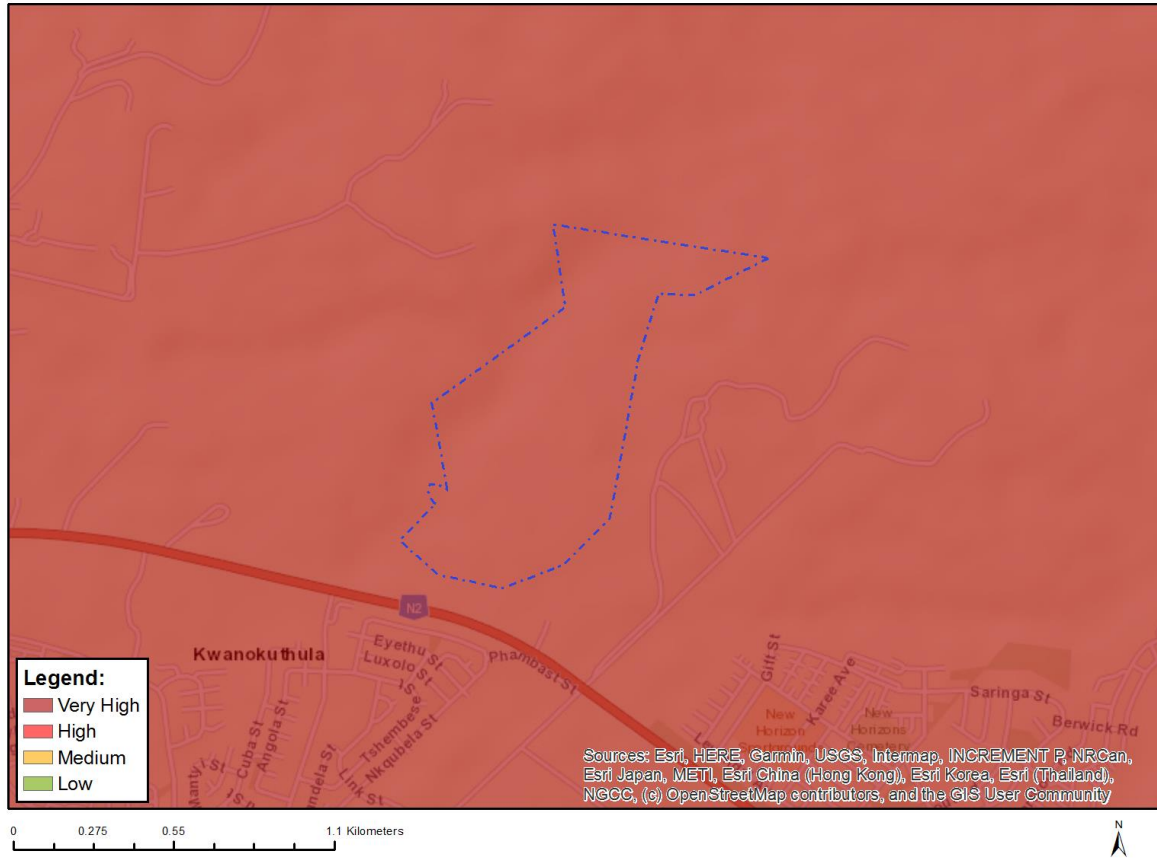 N2
Kwanokuthula
Eyethu St
Luxolo St
Phambast St
Tshembese St
Nkqubela St
Link St
Cuba St
Angola St
Gift St
Karee Ave
Saringa St
Berwick Rd
New
Horizon
New
Horizons
Cemetery
Legend:
Very High
High
Medium
Low
Sources: Esri, HERE, Garmin, USGS, Intermap, INCREMENT P, NRCan,
Esri Japan, METI, Esri China (Hong Kong), Esri Korea, Esri (Thailand),
NGCC, (c) OpenStreetMap contributors, and the GIS User Community
0 0.275 0.55 1.1 Kilometers
N